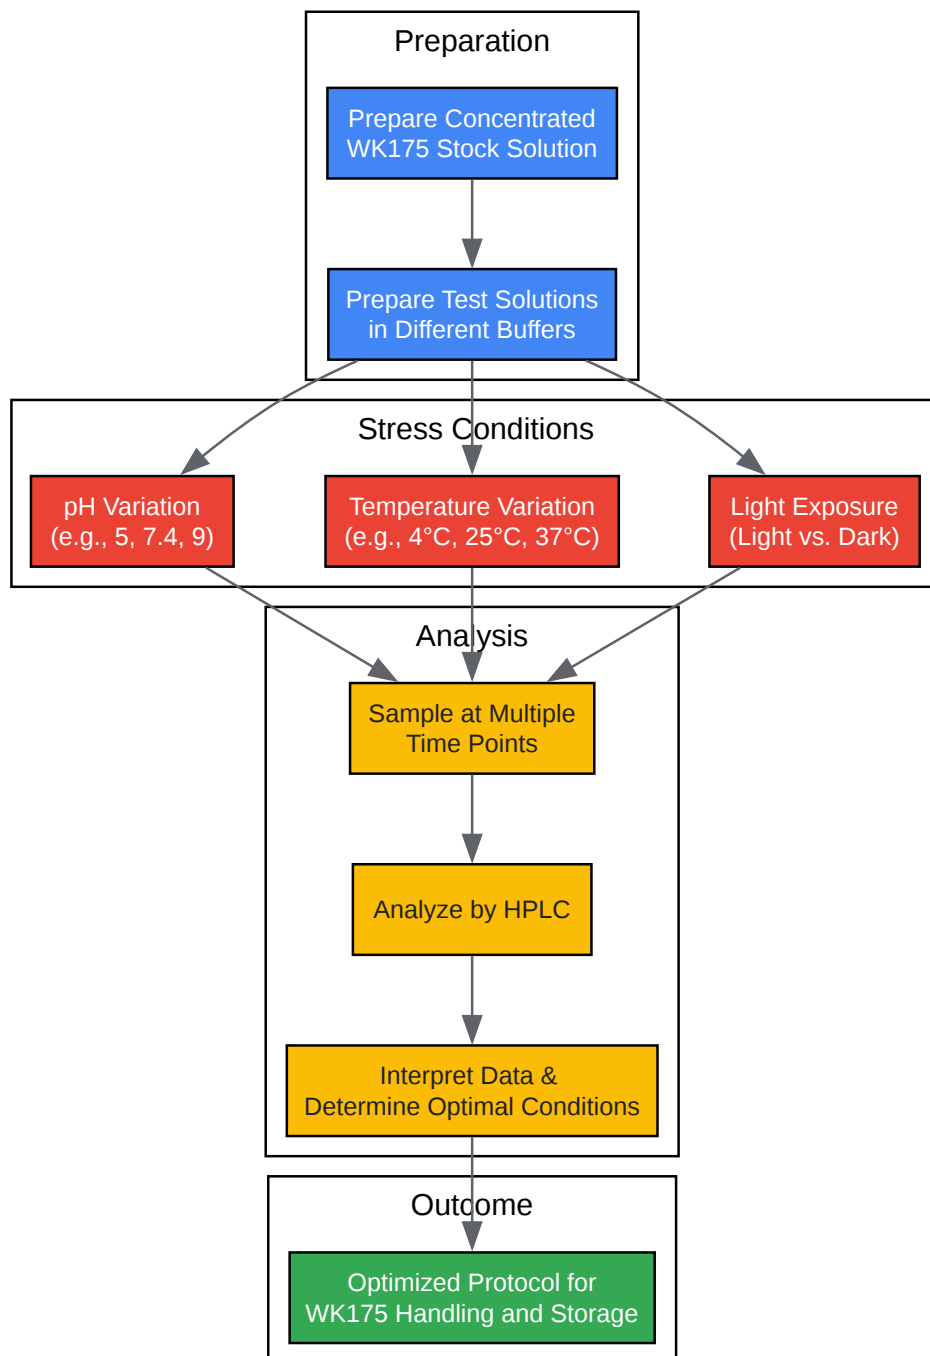 Preparation
Prepare Concentrated
WK175 Stock Solution
Prepare Test Solutions
in Different Buffers
Stress Conditions
pH Variation
(e.g., 5, 7.4, 9)
Temperature Variation
(e.g., 4°C, 25°C, 37°C)
Light Exposure
(Light vs. Dark)
Analysis
Sample at Multiple
Time Points
Analyze by HPLC
Interpret Data &
Determine Optimal Conditions
Outcome
Optimized Protocol for
WK175 Handling and Storage